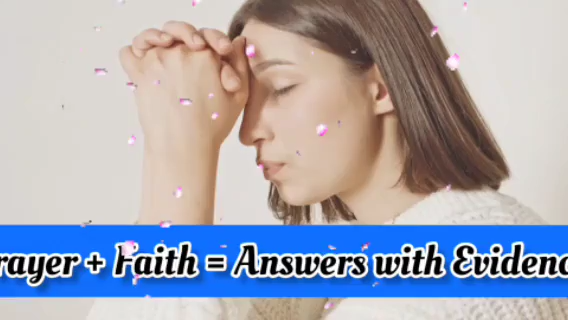 rayer + Faith = Answers with Evidenc